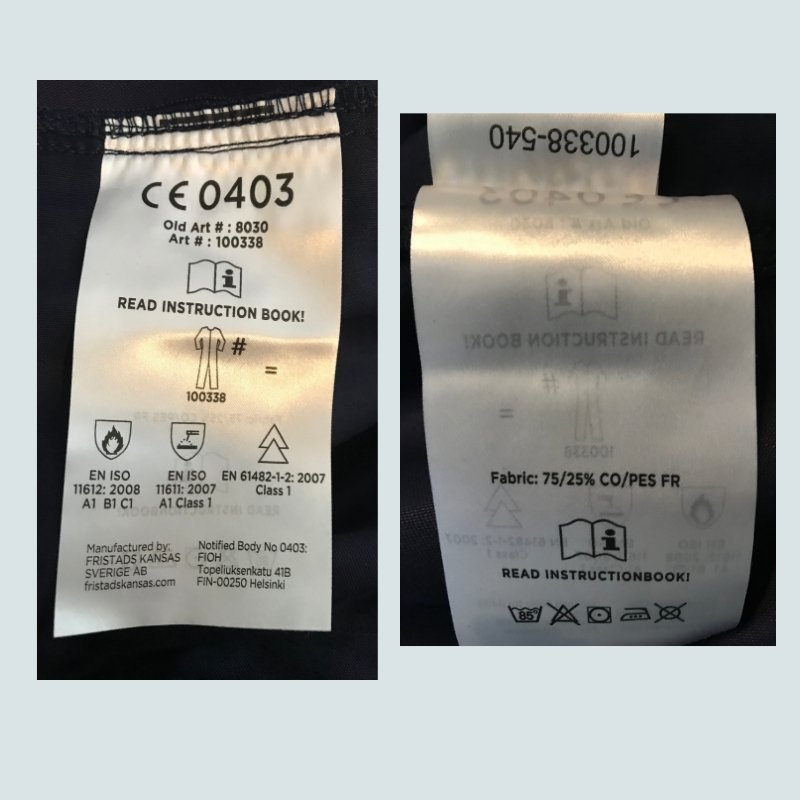 CE 0403
Old Art # : 8030
Art # : 100338
i
READ INSTRUCTION BOOK!
#
=
100338
EN ISO
11612: 2008
A1 B1 C1
EN ISO
11611: 2007
A1 Class 1
EN 61482-1-2: 2007
Class 1
Manufactured by:
FRISTADS KANSAS
SVERIGE AB
fristadskansas.com
Notified Body No 0403:
FIOH
Topeliuksenkatu 41B
FIN-00250 Helsinki
100338-540
Fabric: 75/25% CO/PES FR
i
READ INSTRUCTIONBOOK!
85